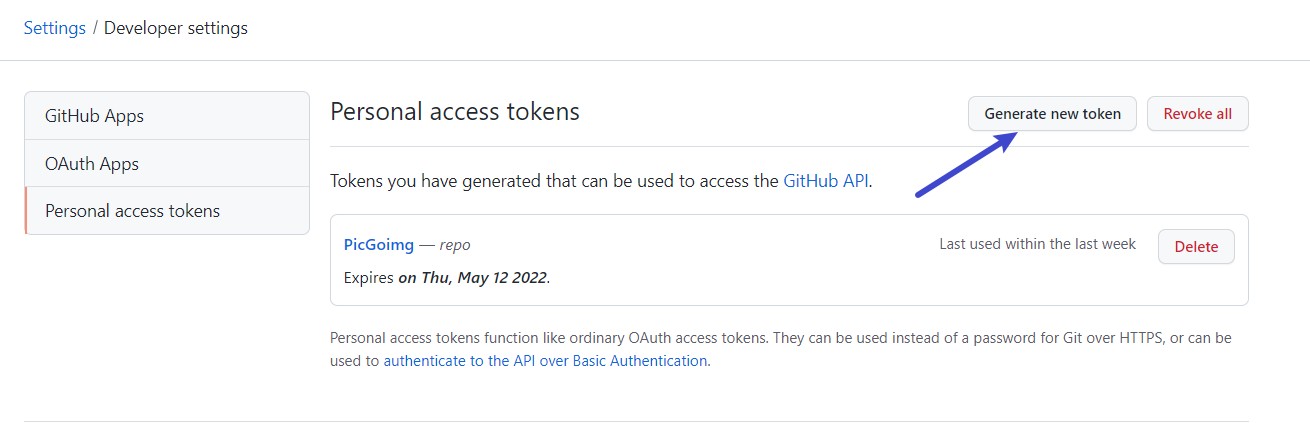 Settings / Developer settings
GitHub Apps
OAuth Apps
Personal access tokens
Personal access tokens
Generate new token
Revoke all
Tokens you have generated that can be used to access the GitHub API.
PicGoimg — repo
Last used within the last week
Delete
Expires on Thu, May 12 2022.
Personal access tokens function like ordinary OAuth access tokens. They can be used instead of a password for Git over HTTPS, or can be
used to authenticate to the API over Basic Authentication.